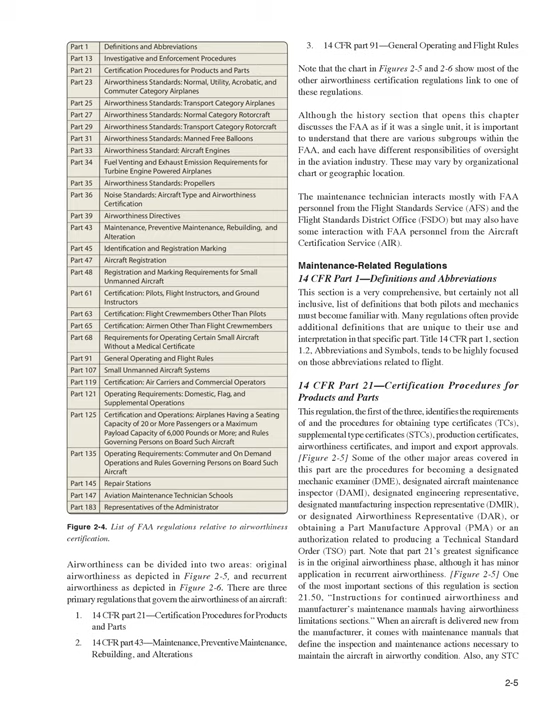 Part 1 Definitions and Abbreviations
Part 13 Investigative and Enforcement Procedures
Part 21 Certification Procedures for Products and Parts
Part 23 Airworthiness Standards: Normal, Utility, Acrobatic, and
Commuter Category Airplanes
Part 25 Airworthiness Standards: Transport Category Airplanes
Part 27 Airworthiness Standards: Normal Category Rotorcraft
Part 29 Airworthiness Standards: Transport Category Rotorcraft
Part 31 Airworthiness Standards: Manned Free Balloons
Part 33 Airworthiness Standard: Aircraft Engines
Part 34 Fuel Venting and Exhaust Emission Requirements for
Turbine Engine Powered Airplanes
Part 35 Airworthiness Standards: Propellers
Part 36 Noise Standards: Aircraft Type and Airworthiness
Certification
Part 39 Airworthiness Directives
Part 43 Maintenance, Preventive Maintenance, Rebuilding, and
Alteration
Part 45 Identification and Registration Marking
Part 47 Aircraft Registration
Part 48 Registration and Marking Requirements for Small
Unmanned Aircraft
Part 61 Certification: Pilots, Flight Instructors, and Ground
Instructors
Part 63 Certification: Flight Crewmembers Other Than Pilots
Part 65 Certification: Airmen Other Than Flight Crewmembers
Part 68 Requirements for Operating Certain Small Aircraft
Without a Medical Certificate
Part 91 General Operating and Flight Rules
Part 107 Small Unmanned Aircraft Systems
Part 119 Certification: Air Carriers and Commercial Operators
Part 121 Operating Requirements: Domestic, Flag, and
Supplemental Operations
Part 125 Certification and Operations: Airplanes Having a Seating
Capacity of 20 or More Passengers or a Maximum
Payload Capacity of 6,000 Pounds or More; and Rules
Governing Persons on Board Such Aircraft
Part 135 Operating Requirements: Commuter and On Demand
Operations and Rules Governing Persons on Board Such
Aircraft
Part 145 Repair Stations
Part 147 Aviation Maintenance Technician Schools
Part 183 Representatives of the Administrator
Figure 2-4. List of FAA regulations relative to airworthiness
certification.
Airworthiness can be divided into two areas: original
airworthiness as depicted in Figure 2-5, and recurrent
airworthiness as depicted in Figure 2-6. There are three
primary regulations that govern the airworthiness of an aircraft:
1. 14 CFR part 21—Certification Procedures for Products
and Parts
2. 14 CFR part 43—Maintenance, Preventive Maintenance,
Rebuilding, and Alterations
3. 14 CFR part 91—General Operating and Flight Rules
Note that the chart in Figures 2-5 and 2-6 show most of the
other airworthiness certification regulations link to one of
these regulations.
Although the history section that opens this chapter
discusses the FAA as if it was a single unit, it is important
to understand that there are various subgroups within the
FAA, and each have different responsibilities of oversight
in the aviation industry. These may vary by organizational
chart or geographic location.
The maintenance technician interacts mostly with FAA
personnel from the Flight Standards Service (AFS) and the
Flight Standards District Office (FSDO) but may also have
some interaction with FAA personnel from the Aircraft
Certification Service (AIR).
Maintenance-Related Regulations
14 CFR Part 1—Definitions and Abbreviations
This section is a very comprehensive, but certainly not all
inclusive, list of definitions that both pilots and mechanics
must become familiar with. Many regulations often provide
additional definitions that are unique to their use and
interpretation in that specific part. Title 14 CFR part 1, section
1.2, Abbreviations and Symbols, tends to be highly focused
on those abbreviations related to flight.
14 CFR Part 21—Certification Procedures for
Products and Parts
This regulation, the first of the three, identifies the requirements
of and the procedures for obtaining type certificates (TCs),
supplemental type certificates (STCs), production certificates,
airworthiness certificates, and import and export approvals.
[Figure 2-5] Some of the other major areas covered in
this part are the procedures for becoming a designated
mechanic examiner (DME), designated aircraft maintenance
inspector (DAMI), designated engineering representative,
designated manufacturing inspection representative (DMIR),
or designated Airworthiness Representative (DAR), or
obtaining a Part Manufacture Approval (PMA) or an
authorization related to producing a Technical Standard
Order (TSO) part. Note that part 21's greatest significance
is in the original airworthiness phase, although it has minor
application in recurrent airworthiness. [Figure 2-5] One
of the most important sections of this regulation is section
21.50, “Instructions for continued airworthiness and
manufacturer's maintenance manuals having airworthiness
limitations sections.” When an aircraft is delivered new from
the manufacturer, it comes with maintenance manuals that
define the inspection and maintenance actions necessary to
maintain the aircraft in airworthy condition. Also, any STC
2-5